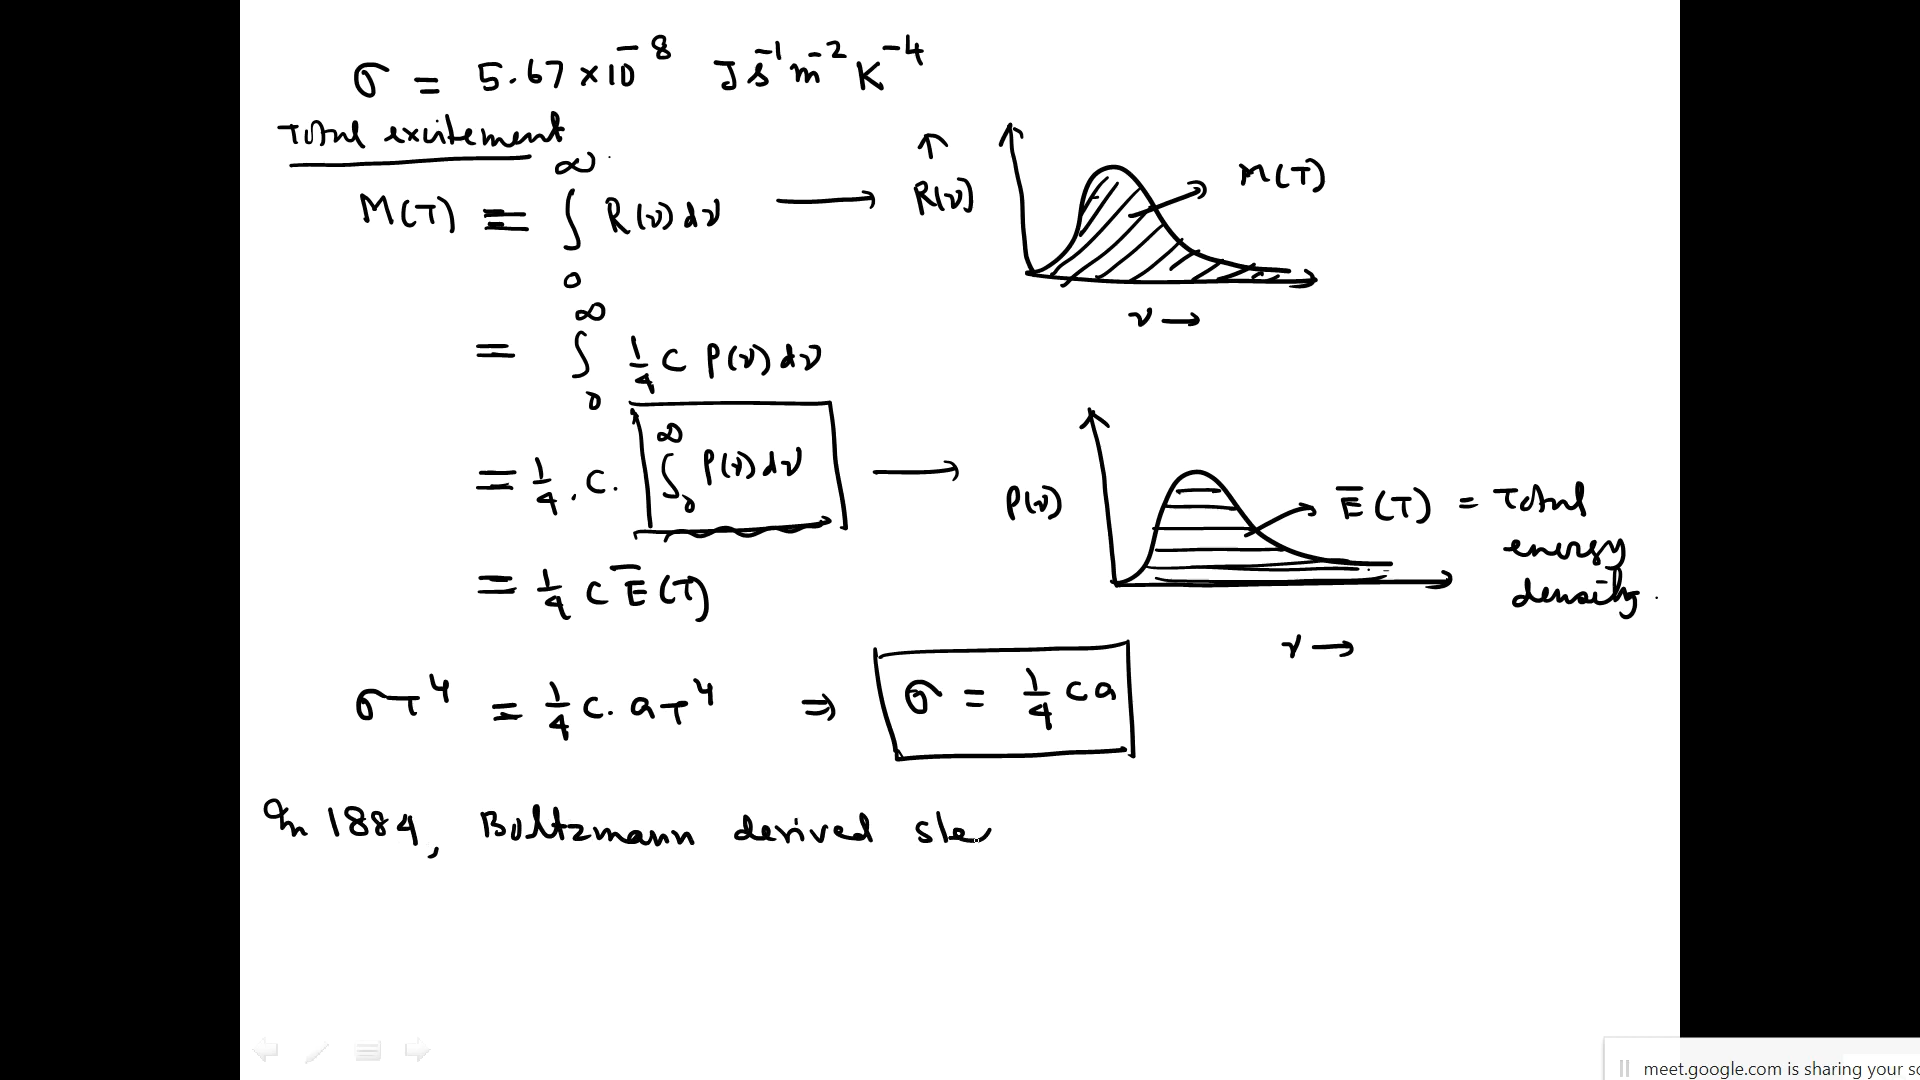 σ = 5.67 × 10⁻⁸ J s⁻¹ m⁻² K⁻⁴
Total excitement
M(T) ≡ ∫₀^∞ R(ν) dν ⟶ ↑ R(ν)
M(T)
ν →
= ∫₀^∞ 1/4 c ρ(ν) dν
= 1/4 . c . ∫₀^∞ ρ(ν) dν ⟶ ρ(ν)
E̅(T) = Total
energy
density.
ν →
= 1/4 c E̅(T)
σT⁴ = 1/4 c. aT⁴ ⇒ σ = 1/4 ca
In 1884, Boltzmann derived ste
meet.google.com is sharing your sc